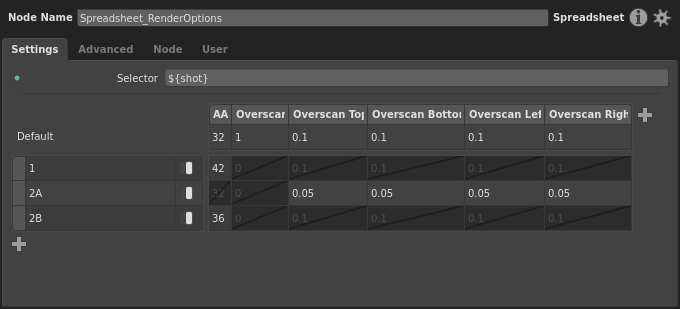 Node Name Spreadsheet_RenderOptions Spreadsheet
Settings Advanced Node User
Selector ${shot}
AA Overscan Overscan Top Overscan Bottom Overscan Left Overscan Righ
Default 32 1 0.1 0.1 0.1 0.1
1 42 0 0.1 0.1 0.1 0.1
2A 32 0 0.05 0.05 0.05 0.05
2B 36 0 0.1 0.1 0.1 0.1